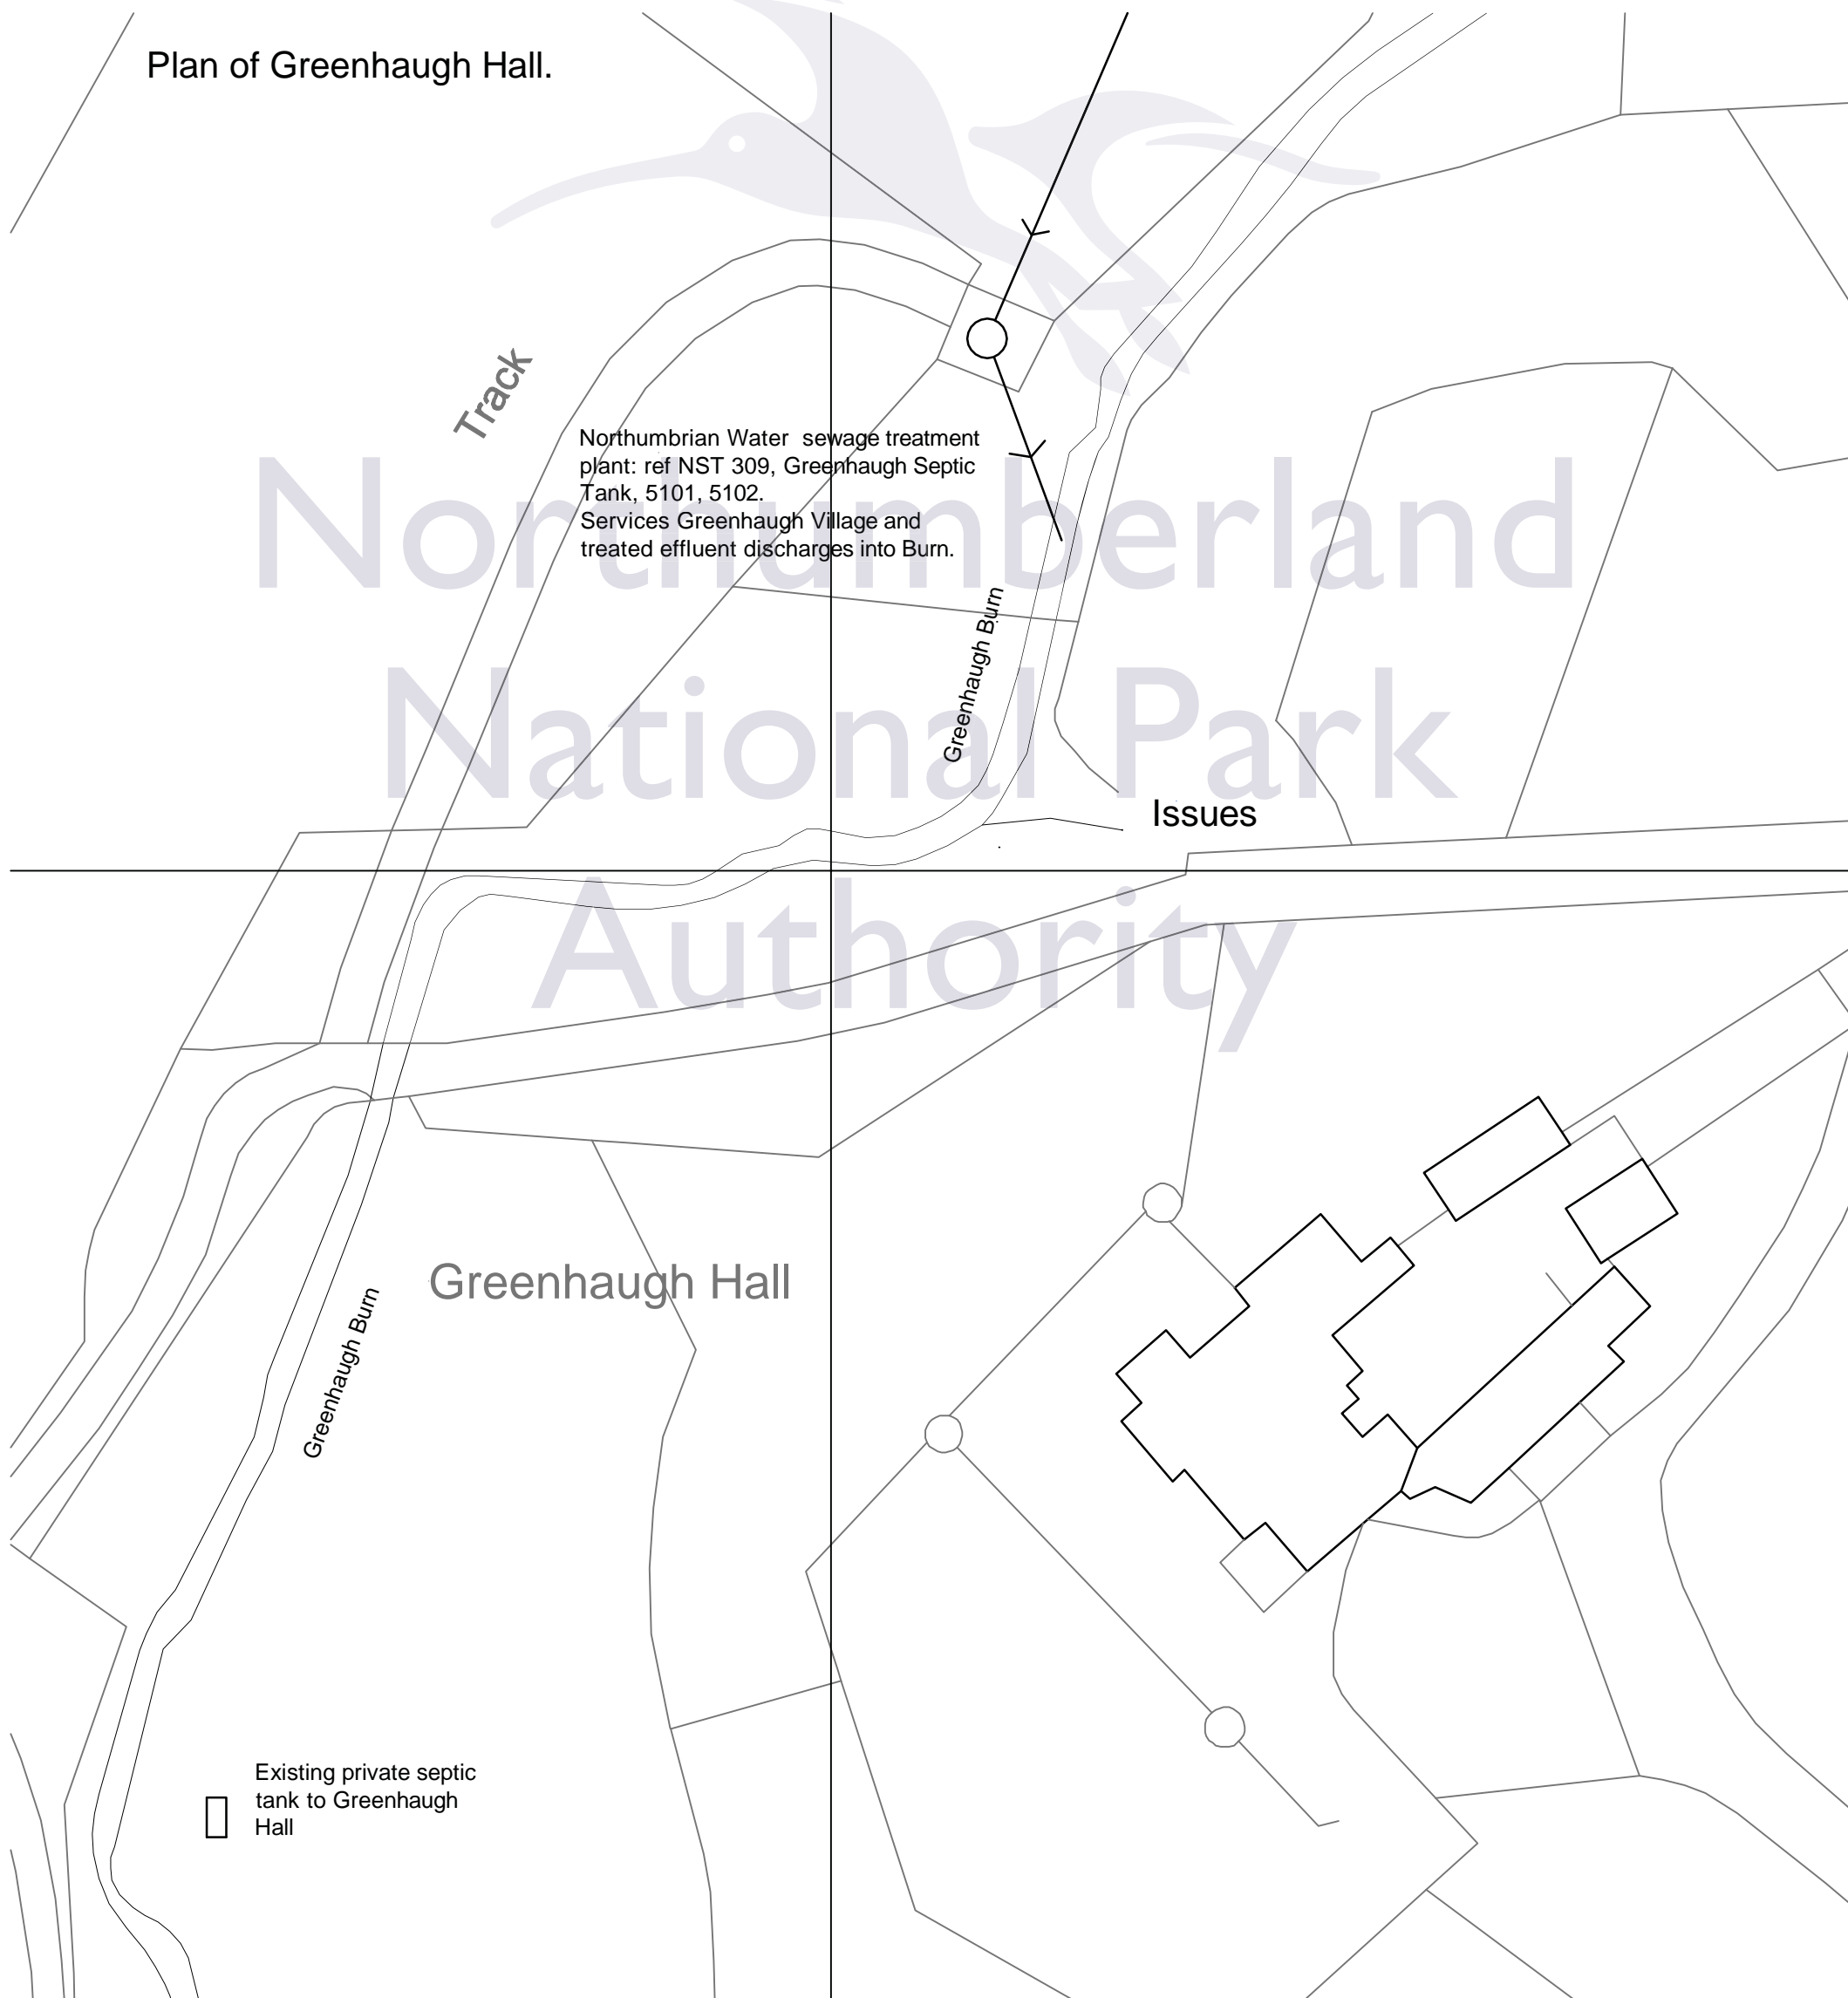 Plan of Greenhaugh Hall.
Track
Northumbrian Water sewage treatment
plant: ref NST 309, Greenhaugh Septic
Tank, 5101, 5102.
Services Greenhaugh Village and
treated effluent discharges into Burn.
Northumberland
National Park
Authority
Greenhaugh Burn
Issues
Greenhaugh Hall
Greenhaugh Burn
Existing private septic
tank to Greenhaugh
Hall